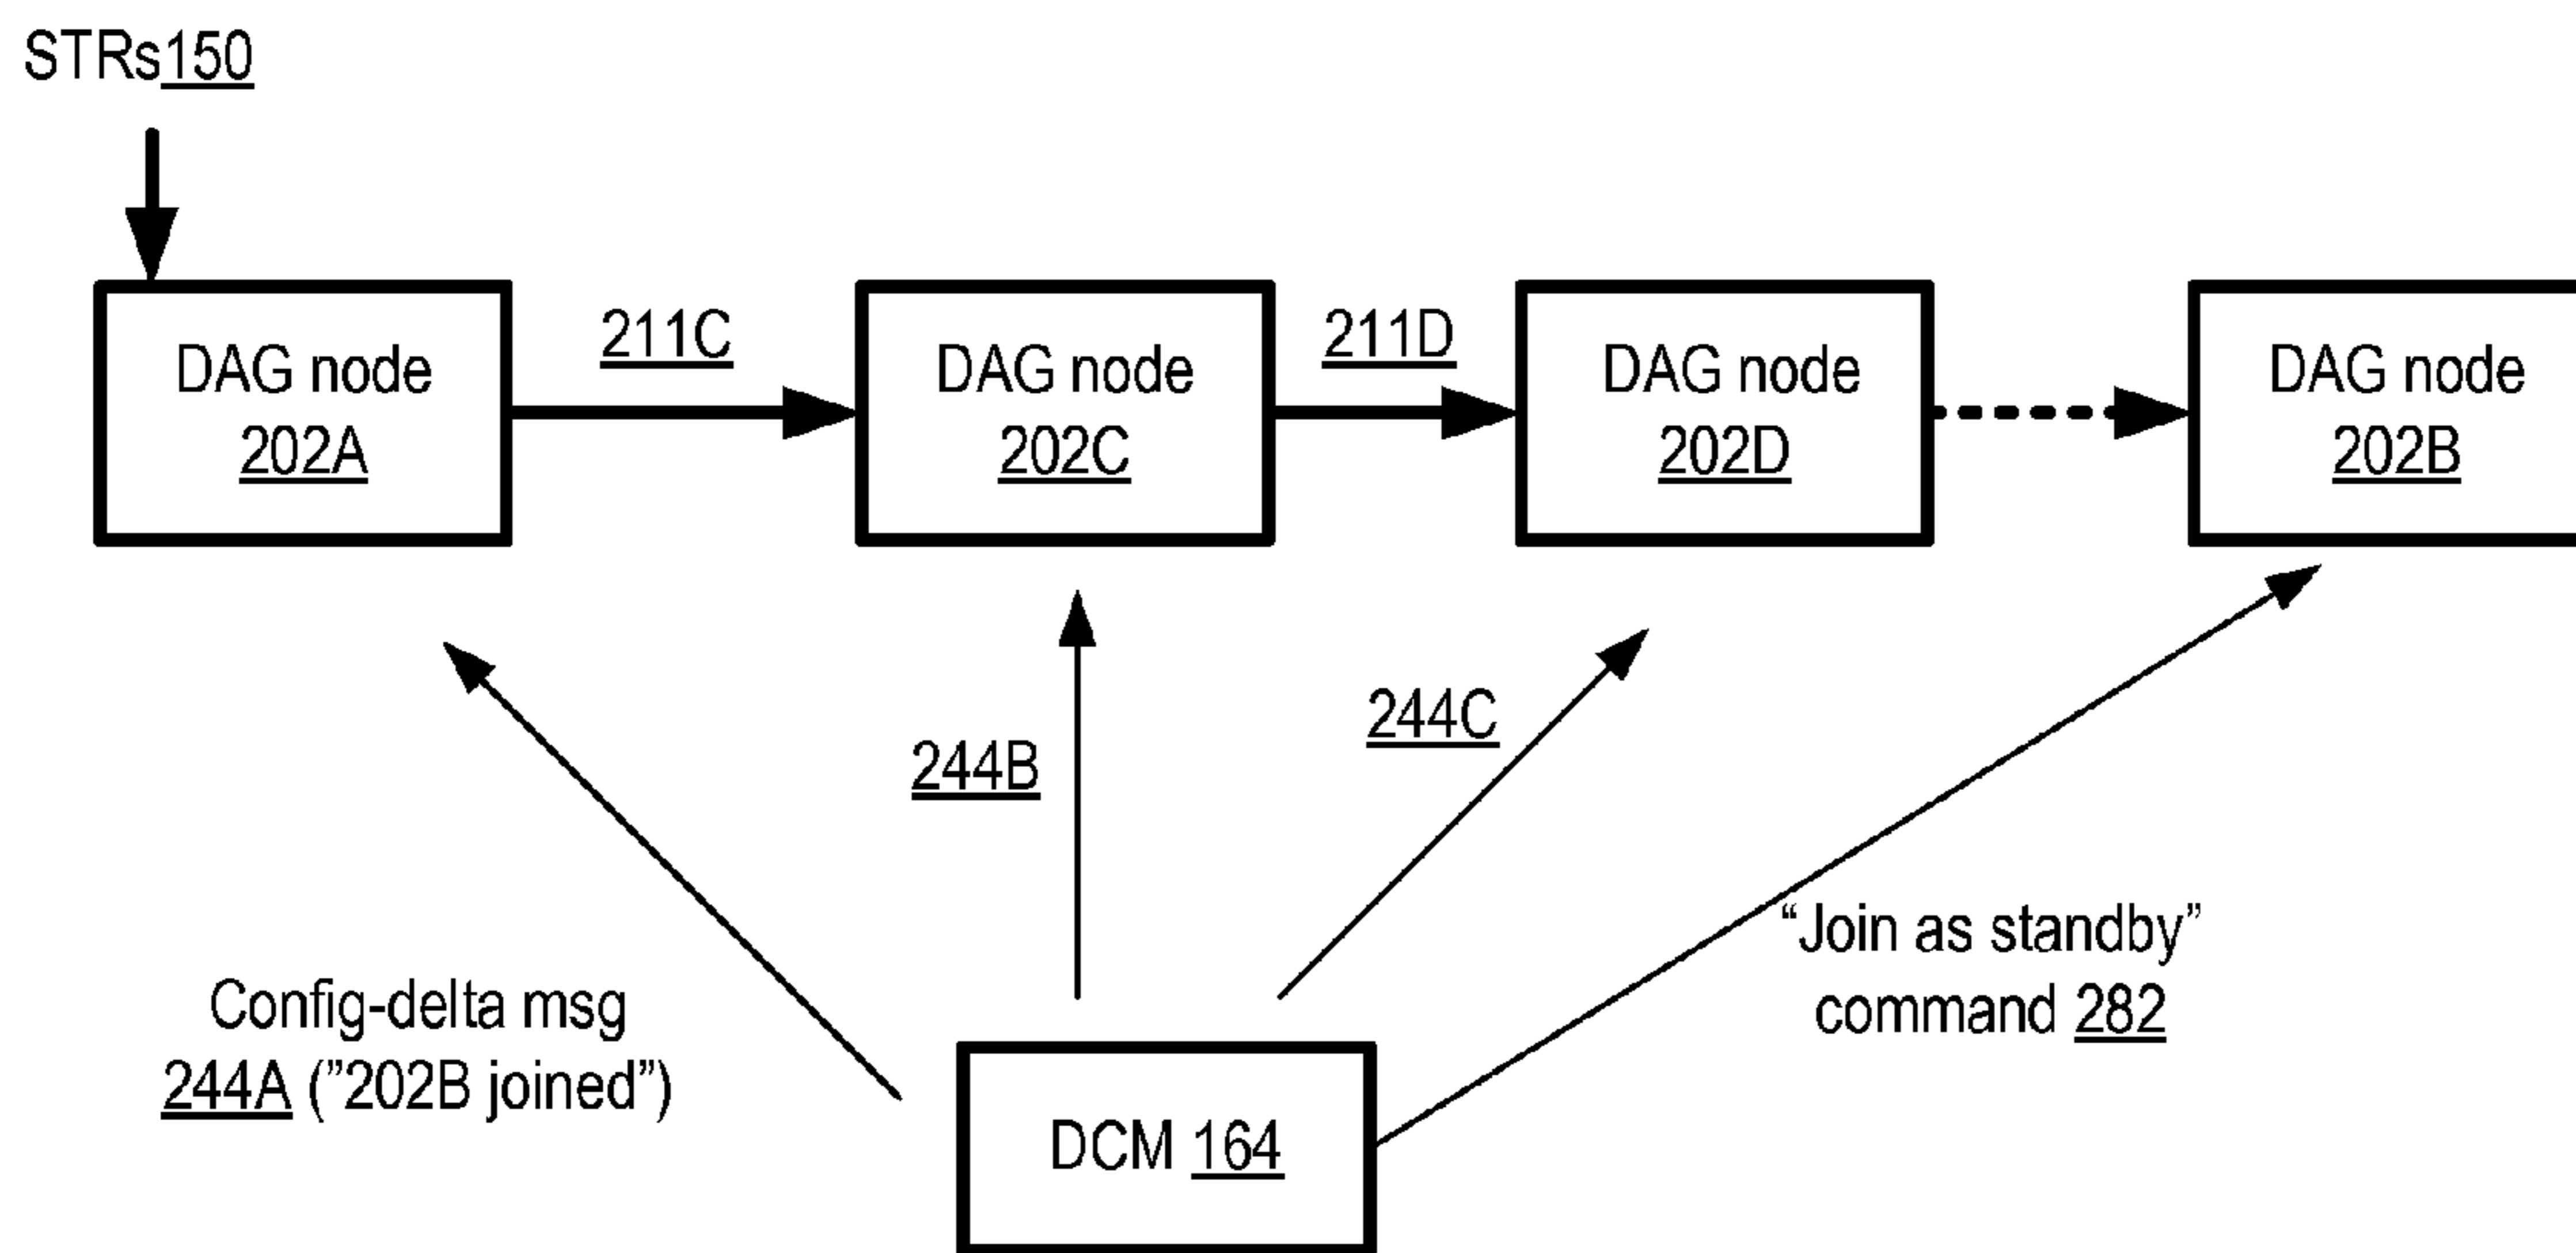 STRs150
DAG node
202A
211C
DAG node
202C
211D
DAG node
202D
DAG node
202B
244B
244C
Config-delta msg
244A (”202B joined”)
“Join as standby”
command 282
DCM 164